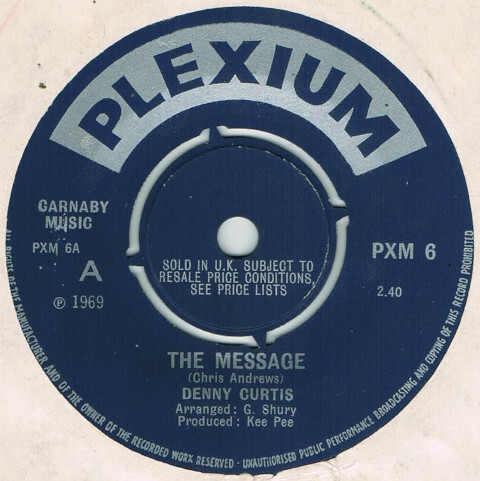 PLEXIUM
CARNABY
MUSIC
PXM 6A
A
℗ 1969
PXM 6
2.40
SOLD IN U.K. SUBJECT TO
RESALE PRICE CONDITIONS,
SEE PRICE LISTS
THE MESSAGE
(Chris Andrews)
DENNY CURTIS
Arranged: G. Shury
Produced: Kee Pee
ALL RIGHTS OF THE MANUFACTURER AND OF THE OWNER OF THE RECORDED WORK RESERVED - UNAUTHORISED PUBLIC PERFORMANCE BROADCASTING AND COPYING OF THIS RECORD PROHIBITED